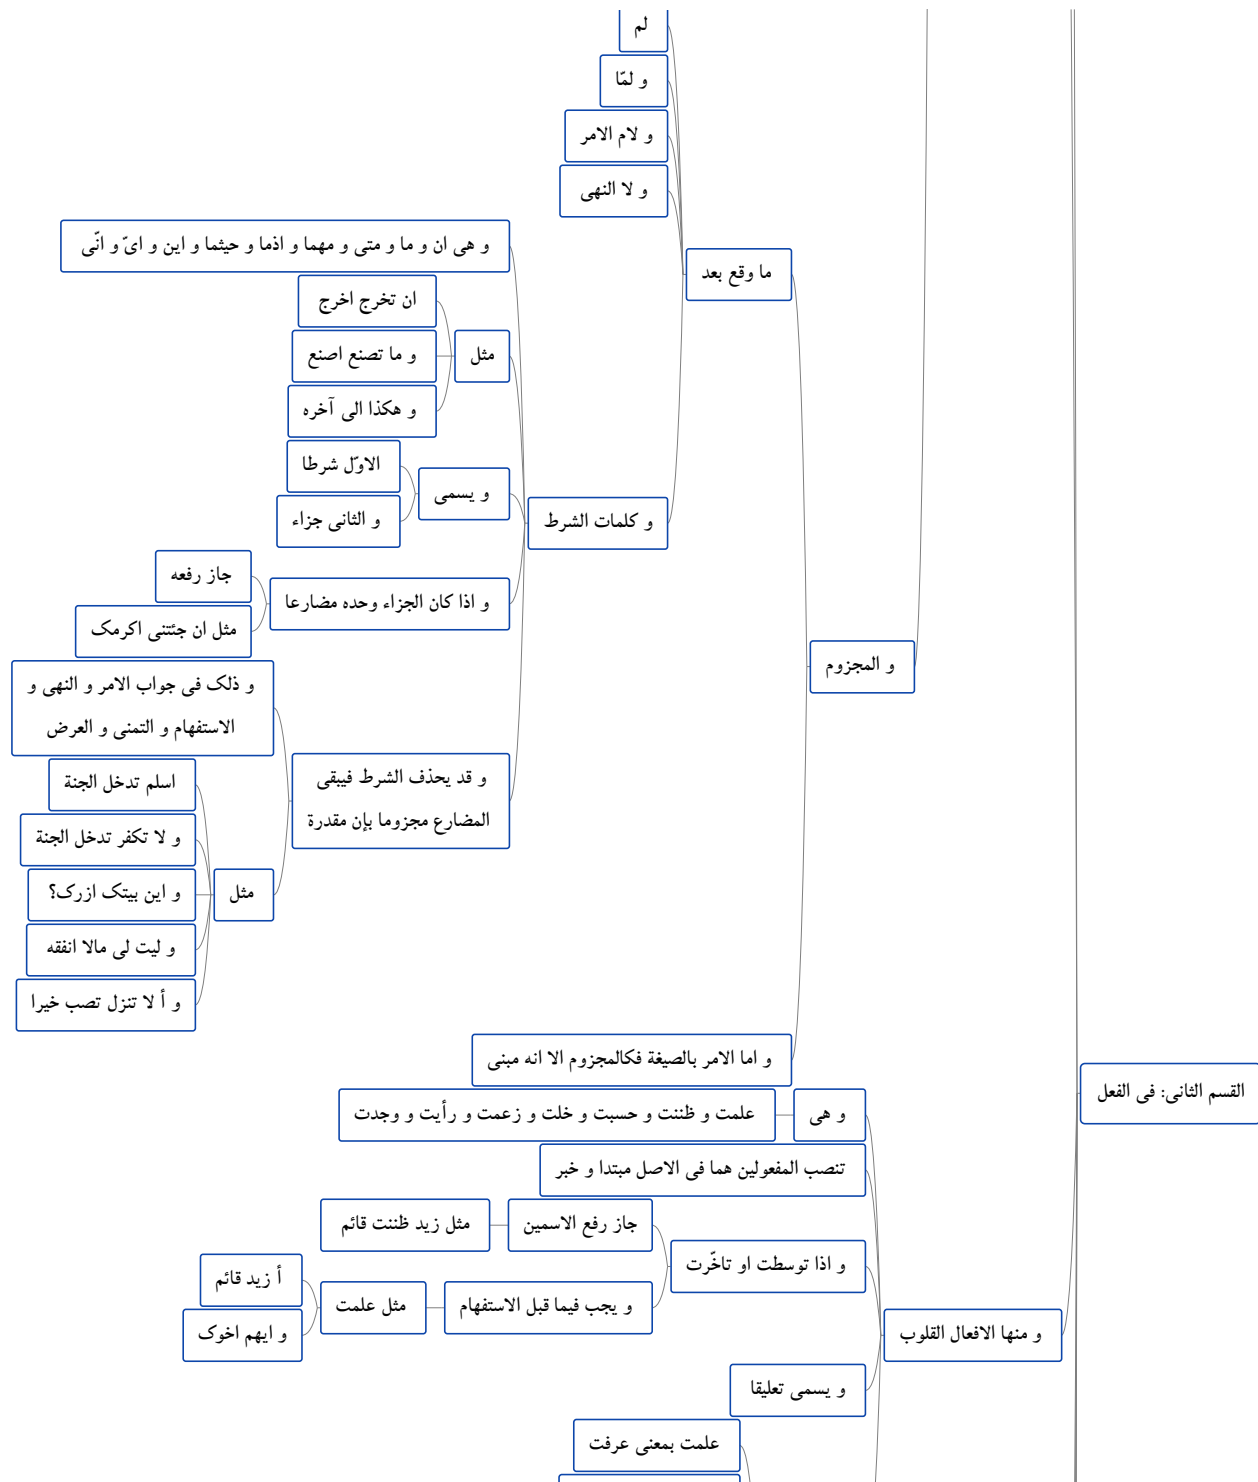 لم
و لمّا
و لام الامر
و لا النهى
و هى ان و ما و متى و مهما و اذما و حيثما و اين و اىّ و انّى
ما وقع بعد
ان تخرج اخرج
مثل
و ما تصنع اصنع
و هكذا الى آخره
الاوّل شرطا
و يسمى
و الثانى جزاء
و كلمات الشرط
جاز رفعه
و اذا كان الجزاء وحده مضارعا
مثل ان جئتنى اكرمک
و المجزوم
و ذلک فى جواب الامر و النهى و
الاستفهام و التمنى و العرض
و قد يحذف الشرط فيبقى
المضارع مجزوما بإن مقدرة
اسلم تدخل الجنة
و لا تكفر تدخل الجنة
مثل
و اين بيتک ازرک؟
و ليت لى مالا انفقه
و أ لا تنزل تصب خيرا
و اما الامر بالصيغة فكالمجزوم الا انه مبنى
القسم الثانى: فى الفعل
و هى
علمت و ظننت و حسبت و خلت و زعمت و رأيت و وجدت
تنصب المفعولين هما فى الاصل مبتدا و خبر
جاز رفع الاسمين
مثل زيد ظننت قائم
و اذا توسطت او تاخّرت
أ زيد قائم
و يجب فيما قبل الاستفهام
مثل علمت
و ايهم اخوک
و منها الافعال القلوب
و يسمى تعليقا
علمت بمعنى عرفت